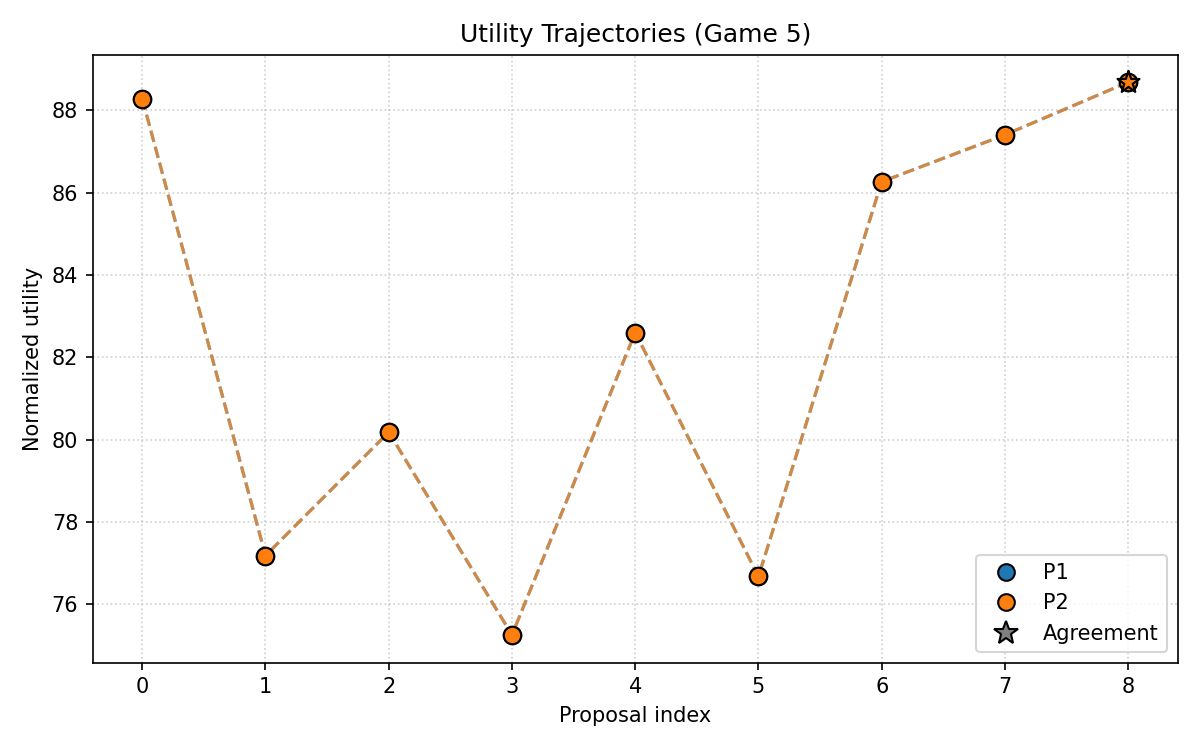 Utility Trajectories (Game 5)
Normalized utility
88
86
84
82
80
78
76
0 1 2 3 4 5 6 7 8
Proposal index
P1
P2
Agreement